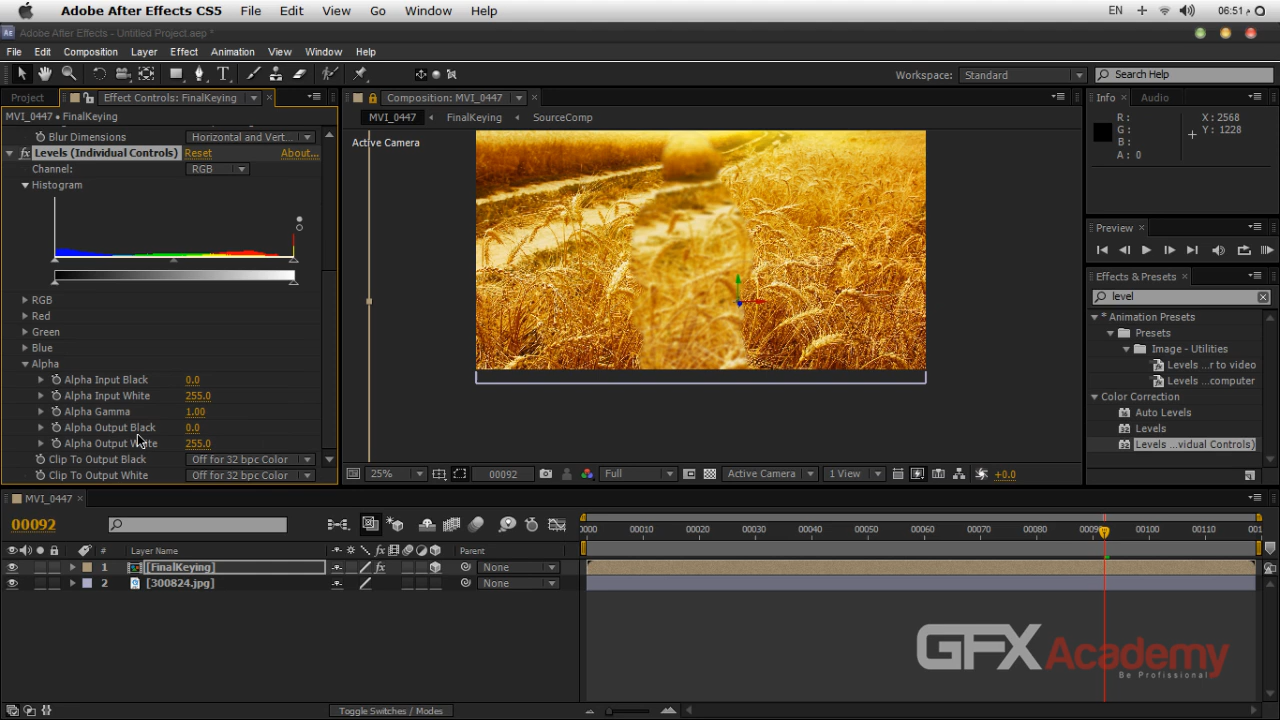 Adobe After Effects CS5 File Edit View Go Window Help EN 06:51 م
Adobe After Effects - Untitled Project.aep *
File Edit Composition Layer Effect Animation View Window Help
Workspace: Standard Search Help
Project Effect Controls: FinalKeying
MVI_0447 • FinalKeying
Blur Dimensions Horizontal and Vert...
fx Levels (Individual Controls) Reset About...
Channel: RGB
Histogram
RGB
Red
Green
Blue
Alpha
Alpha Input Black 0.0
Alpha Input White 255.0
Alpha Gamma 1.00
Alpha Output Black 0.0
Alpha Output White 255.0
Clip To Output Black Off for 32 bpc Color
Clip To Output White Off for 32 bpc Color
Composition: MVI_0447
MVI_0447 FinalKeying SourceComp
Active Camera
25% 00092 Full Active Camera 1 View +0.0
Info Audio
R: X: 2568
G: Y: 1228
B:
A: 0
Preview
Effects & Presets
level
* Animation Presets
Presets
Image - Utilities
Levels ...r to video
Levels ...computer
Color Correction
Auto Levels
Levels
Levels ...vidual Controls)
MVI_0447
00092
0000 00010 00020 00030 00040 00050 00060 00070 00080 0009 00100 00110 001
# Layer Name Parent
1 [FinalKeying] None
2 [300824.jpg] None
Toggle Switches / Modes
GFXAcademy
Be Profissional